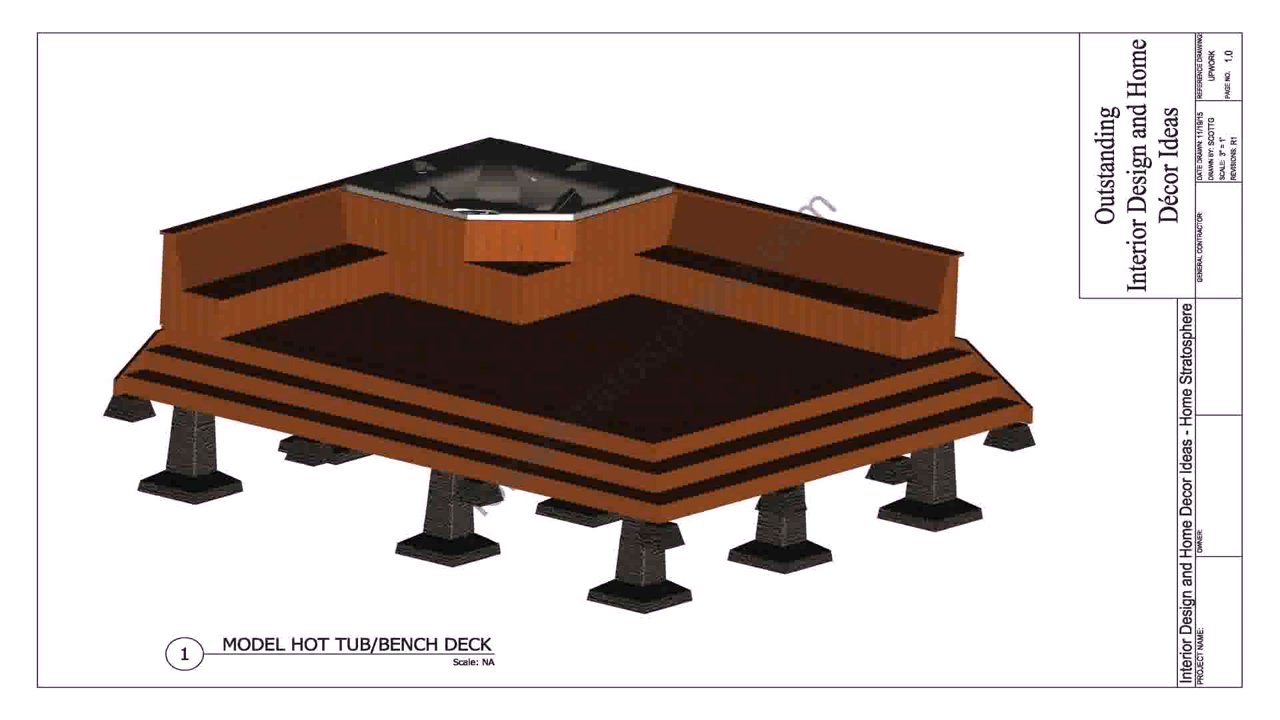 Outstanding
Interior Design and Home
Décor Ideas
REFERENCE DRAWING:
UPWORK
PAGE NO. 1.0
DATE DRAWN: 11/19/15
DRAWN BY: SCOTTG
SCALE: 3" = 1'
REVISIONS: R1
GENERAL CONTRACTOR:
Interior Design and Home Decor Ideas - Home Stratosphere
OWNER:
PROJECT NAME:
1
MODEL HOT TUB/BENCH DECK
Scale: NA